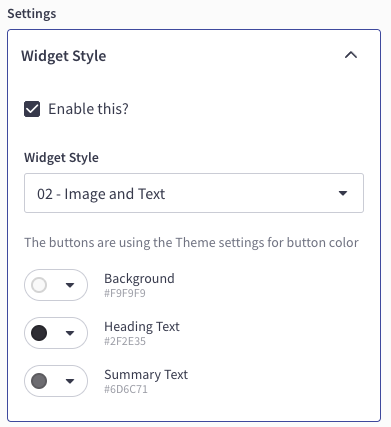 Settings
Widget Style
Enable this?
Widget Style
02 - Image and Text
The buttons are using the Theme settings for button color
Background
#F9F9F9
Heading Text
#2F2E35
Summary Text
#6D6C71